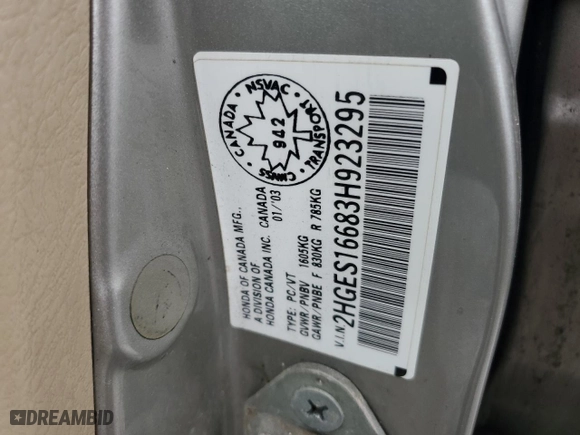 CANADA · NSVAC ·
942
CMVSS · TRANSPORT
HONDA OF CANADA MFG.,
A DIVISION OF
HONDA CANADA INC. CANADA
01/'03
TYPE: PC/VT
GVWR/PNBV 1605KG
GAWR/PNBE F 830KG R 785KG
V.I.N: 2HGES16683H923295
DREAMBID